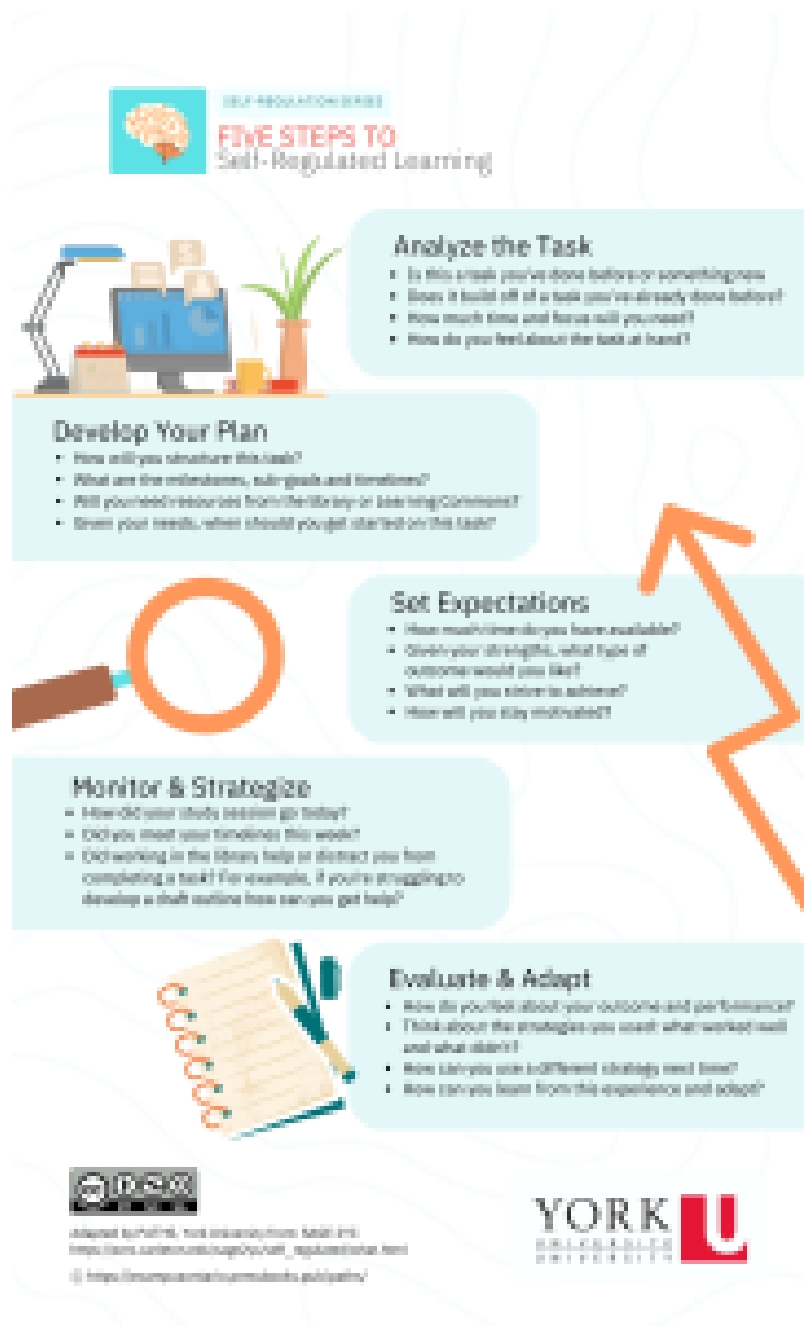 SELF-REGULATION SERIES
FIVE STEPS TO
Self-Regulated Learning
Analyze the Task
• Is this a task you've done before or something new
• Does it build off of a task you've already done before?
• How much time and focus will you need?
• How do you feel about the task at hand?
Develop Your Plan
• How will you structure this task?
• What are the milestones, sub-goals and timelines?
• Will you need resources from the library or Learning Commons?
• Given your needs, when should you get started on this task?
Set Expectations
• How much time do you have available?
• Given your strengths, what type of
outcome would you like?
• What will you strive to achieve?
• How will you stay motivated?
Monitor & Strategize
• How did your study session go today?
• Did you meet your timelines this week?
• Did working in the library help or distract you from
completing a task? For example, if you're struggling to
develop a draft outline how can you get help?
Evaluate & Adapt
• How do you feel about your outcome and performance?
• Think about the strategies you used: what worked well
and what didn't?
• How can you use a different strategy next time?
• How can you learn from this experience and adapt?
YORK U
UNIVERSITÉ
UNIVERSITY